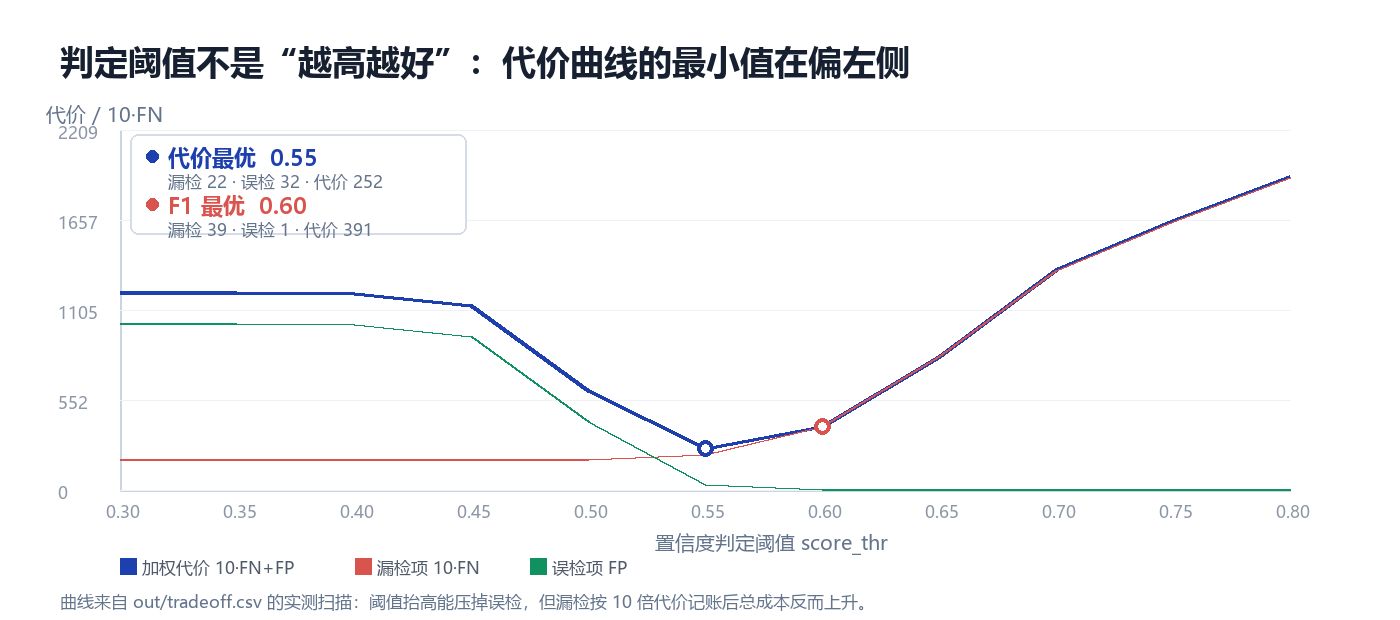 判定阈值不是“越高越好”：代价曲线的最小值在偏左侧
代价 / 10·FN
2209
1657
1105
552
0
代价最优 0.55
漏检 22 · 误检 32 · 代价 252
F1 最优 0.60
漏检 39 · 误检 1 · 代价 391
0.30 0.35 0.40 0.45 0.50 0.55 0.60 0.65 0.70 0.75 0.80
置信度判定阈值 score_thr
加权代价 10·FN+FP 漏检项 10·FN 误检项 FP
曲线来自 out/tradeoff.csv 的实测扫描：阈值抬高能压掉误检，但漏检按 10 倍代价记账后总成本反而上升。